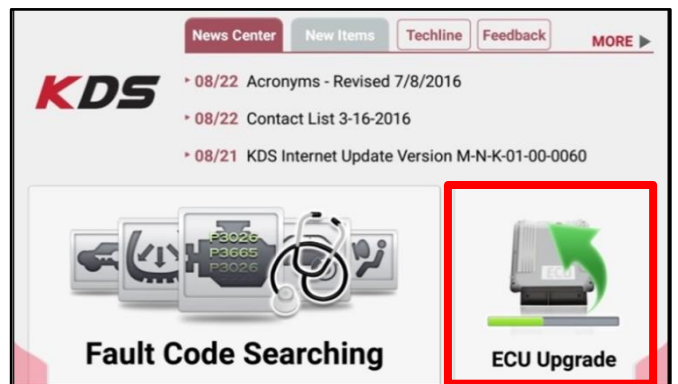 News Center New Items Techline Feedback MORE
KDS
08/22 Acronyms - Revised 7/8/2016
08/22 Contact List 3-16-2016
08/21 KDS Internet Update Version M-N-K-01-00-0060
P3026
P3665
P3026
ECU
Fault Code Searching
ECU Upgrade